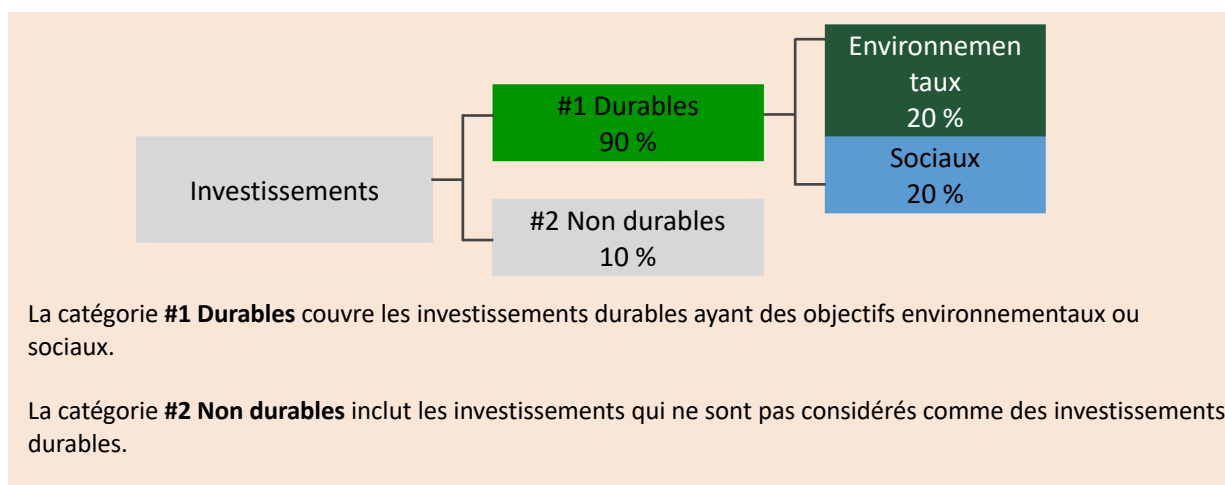 Investissements
#1 Durables
90 %
#2 Non durables
10 %
Environnemen
taux
20 %
Sociaux
20 %
La catégorie #1 Durables couvre les investissements durables ayant des objectifs environnementaux ou
sociaux.
La catégorie #2 Non durables inclut les investissements qui ne sont pas considérés comme des investissements
durables.